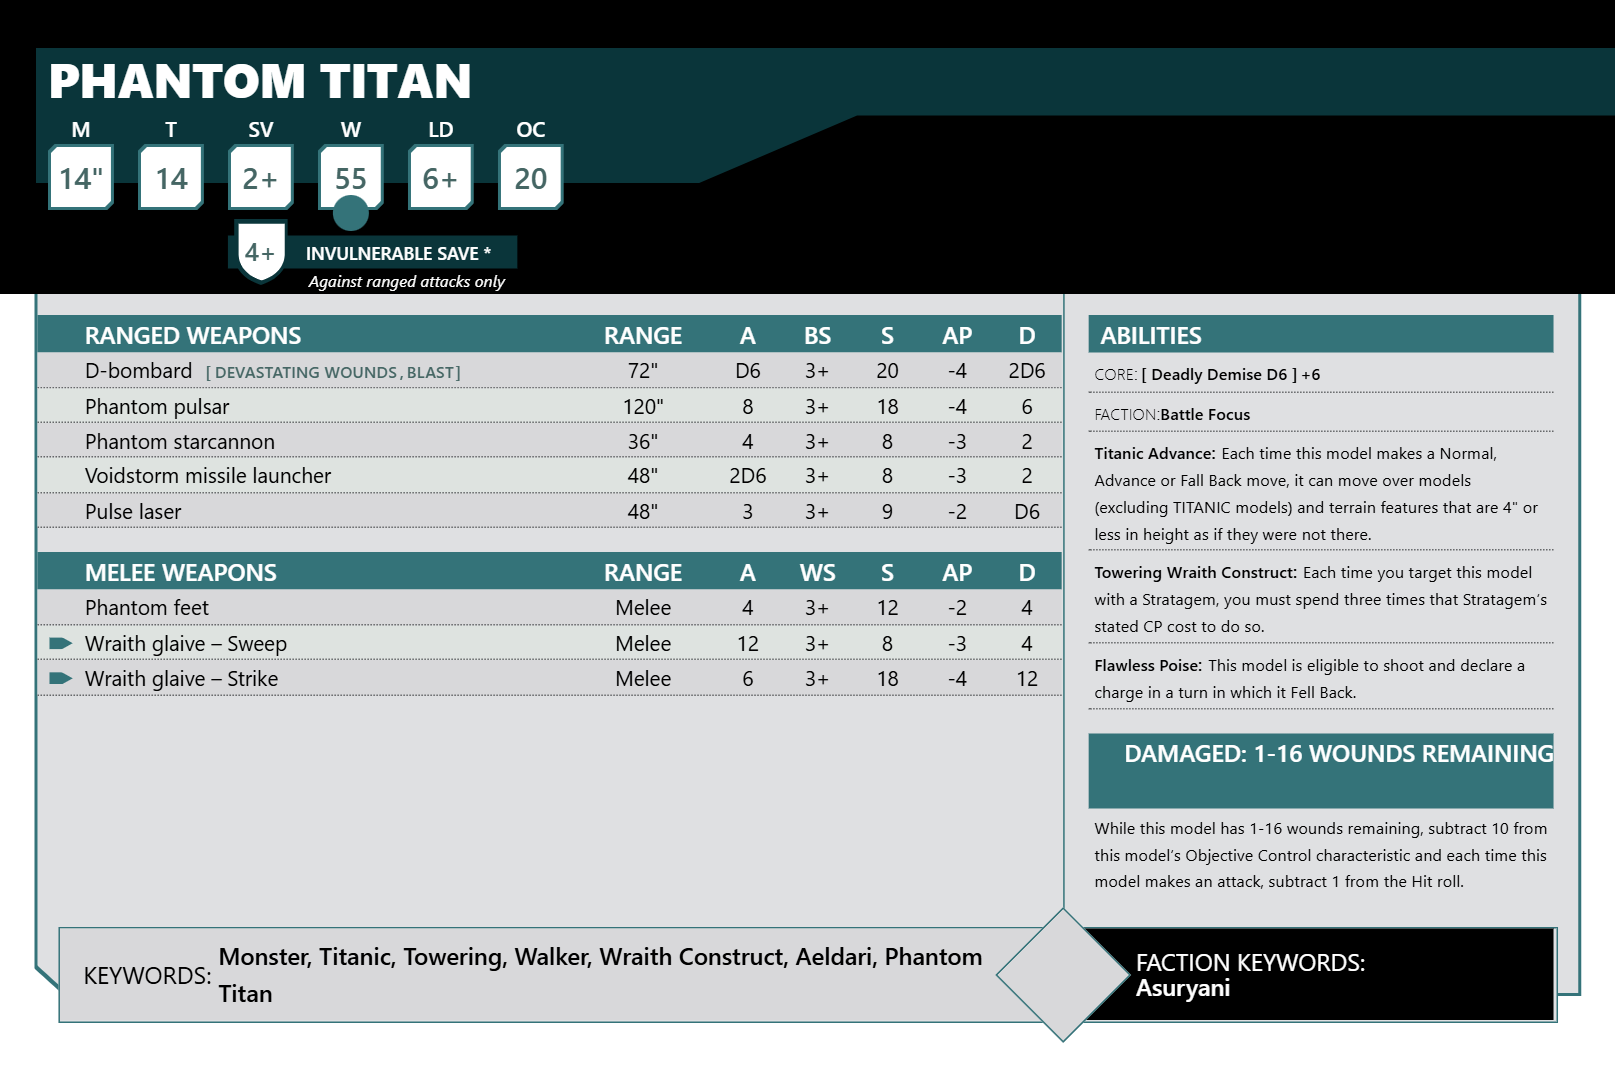 PHANTOM TITAN
M T SV W LD OC
14" 14 2+ 55 6+ 20
4+ INVULNERABLE SAVE *
Against ranged attacks only
RANGED WEAPONS RANGE A BS S AP D
D-bombard [ DEVASTATING WOUNDS , BLAST ] 72" D6 3+ 20 -4 2D6
Phantom pulsar 120" 8 3+ 18 -4 6
Phantom starcannon 36" 4 3+ 8 -3 2
Voidstorm missile launcher 48" 2D6 3+ 8 -3 2
Pulse laser 48" 3 3+ 9 -2 D6
MELEE WEAPONS RANGE A WS S AP D
Phantom feet Melee 4 3+ 12 -2 4
Wraith glaive – Sweep Melee 12 3+ 8 -3 4
Wraith glaive – Strike Melee 6 3+ 18 -4 12
ABILITIES
CORE: [ Deadly Demise D6 ] +6
FACTION:Battle Focus
Titanic Advance: Each time this model makes a Normal,
Advance or Fall Back move, it can move over models
(excluding TITANIC models) and terrain features that are 4" or
less in height as if they were not there.
Towering Wraith Construct: Each time you target this model
with a Stratagem, you must spend three times that Stratagem's
stated CP cost to do so.
Flawless Poise: This model is eligible to shoot and declare a
charge in a turn in which it Fell Back.
DAMAGED: 1-16 WOUNDS REMAINING
While this model has 1-16 wounds remaining, subtract 10 from
this model's Objective Control characteristic and each time this
model makes an attack, subtract 1 from the Hit roll.
KEYWORDS: Monster, Titanic, Towering, Walker, Wraith Construct, Aeldari, Phantom
Titan
FACTION KEYWORDS:
Asuryani